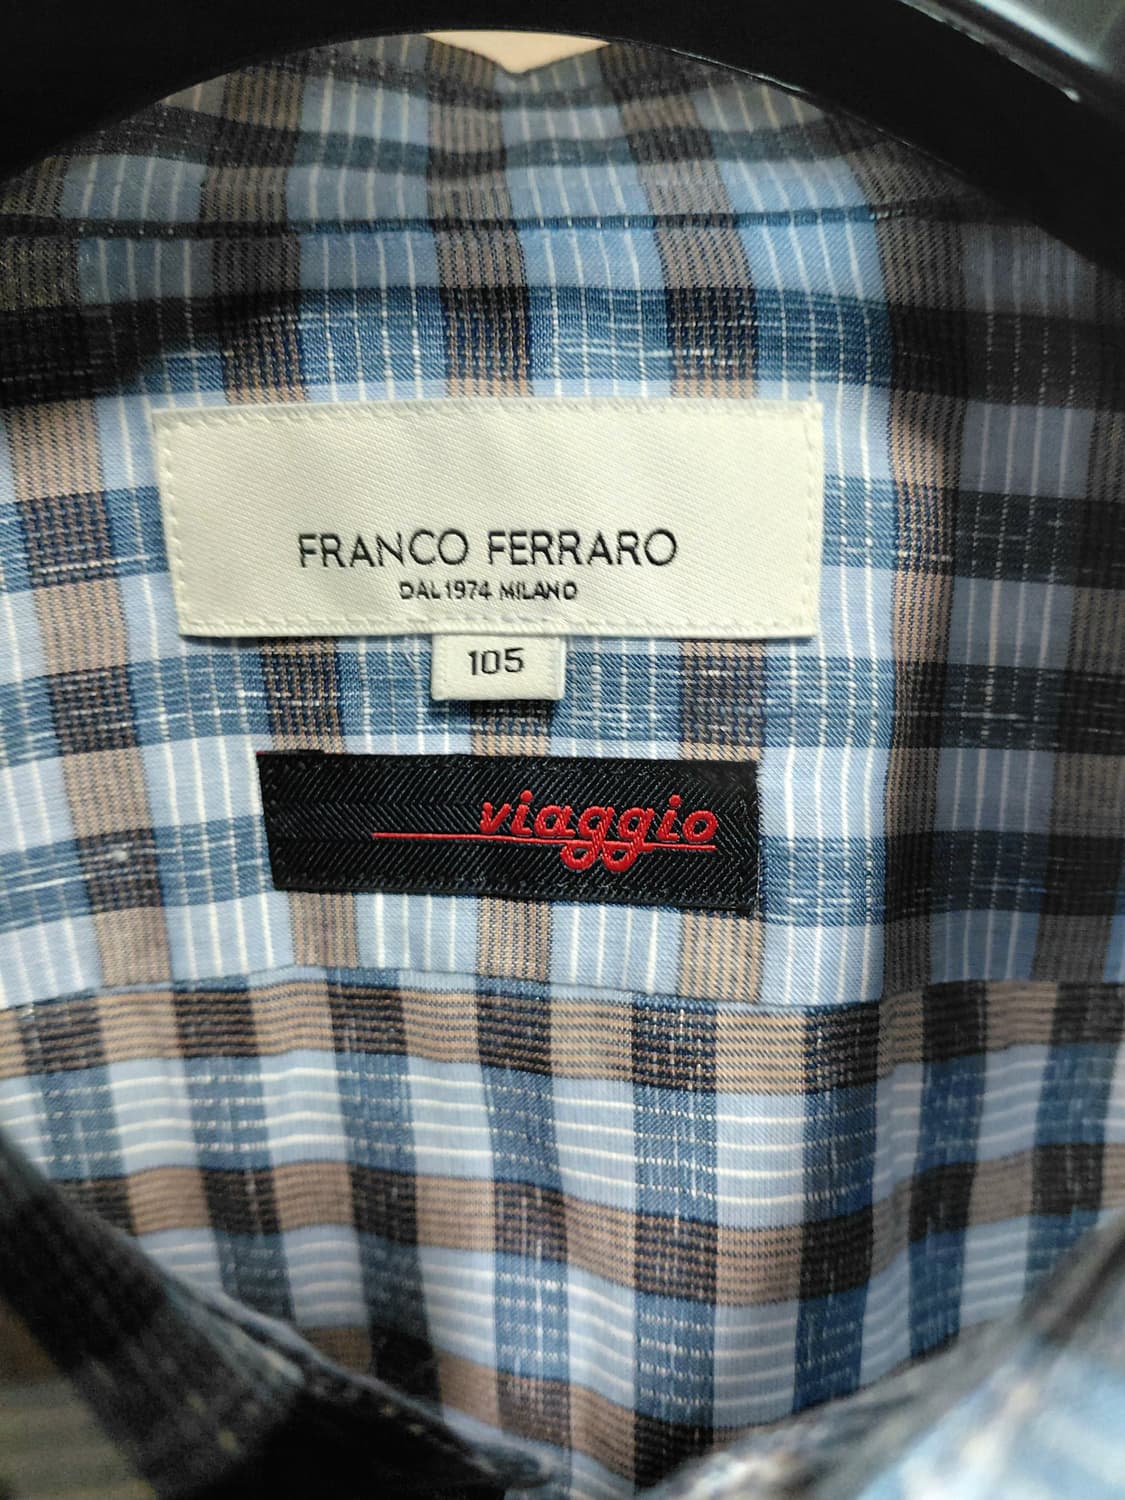 FRANCO FERRARO
DAL 1974 MILANO
105
viaggio